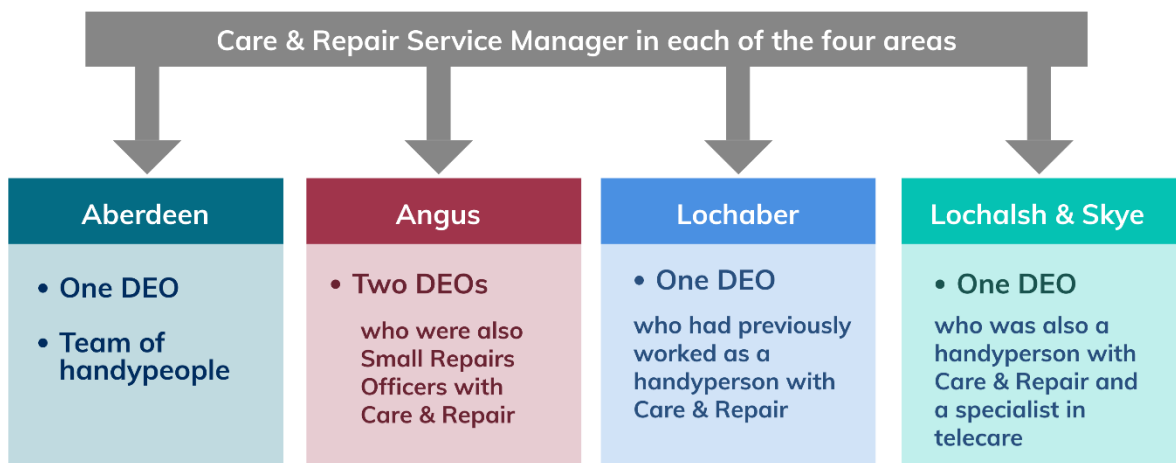 Care & Repair Service Manager in each of the four areas
Aberdeen
• One DEO
• Team of
handypeople
Angus
• Two DEOs
who were also
Small Repairs
Officers with
Care & Repair
Lochaber
• One DEO
who had previously
worked as a
handyperson with
Care & Repair
Lochalsh & Skye
• One DEO
who was also a
handyperson with
Care & Repair and
a specialist in
telecare